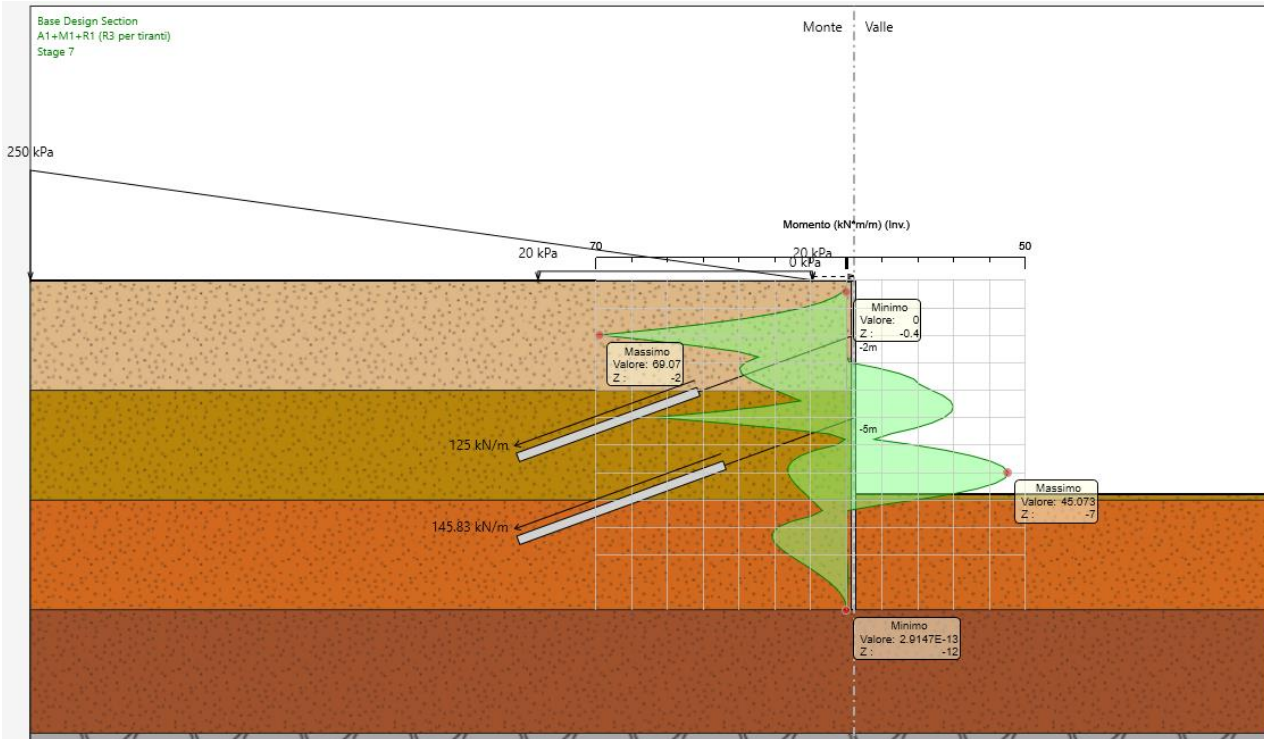 Base Design Section
A1+M1+R1 (R3 per tiranti)
Stage 7
Monte
Valle
250 kPa
Momento (kN*m/m) (Inv.)
70
50
20 kPa
20 kPa
0 kPa
Minimo
Valore: 0
Z : -0.4
-2m
Massimo
Valore: 69.07
Z : -2
125 kN/m
-5m
Massimo
Valore: 45.073
Z : -7
145.83 kN/m
Minimo
Valore: 2.9147E-13
Z : -12